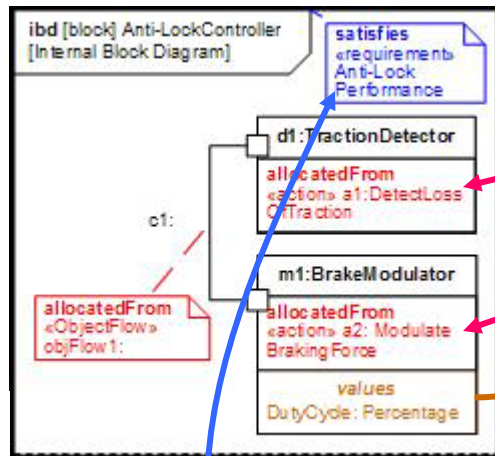 ibd [block] Anti-LockController
[Internal Block Diagram]
satisfies
«requirement»
Anti-Lock
Performance
d1:TractionDetector
allocatedFrom
«action» a1:DetectLoss
OfTraction
c1:
m1:BrakeModulator
allocatedFrom
«action» a2: Modulate
BrakingForce
allocatedFrom
«ObjectFlow»
objFlow1:
values
DutyCycle: Percentage